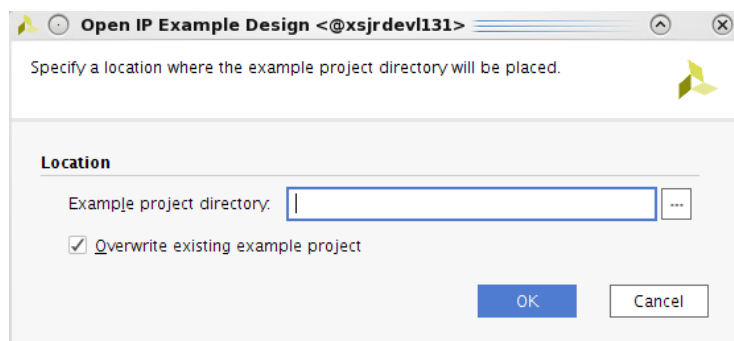 Open IP Example Design <@xsjrdevl131>
Specify a location where the example project directory will be placed.
Location
Example project directory:
...
Overwrite existing example project
OK Cancel